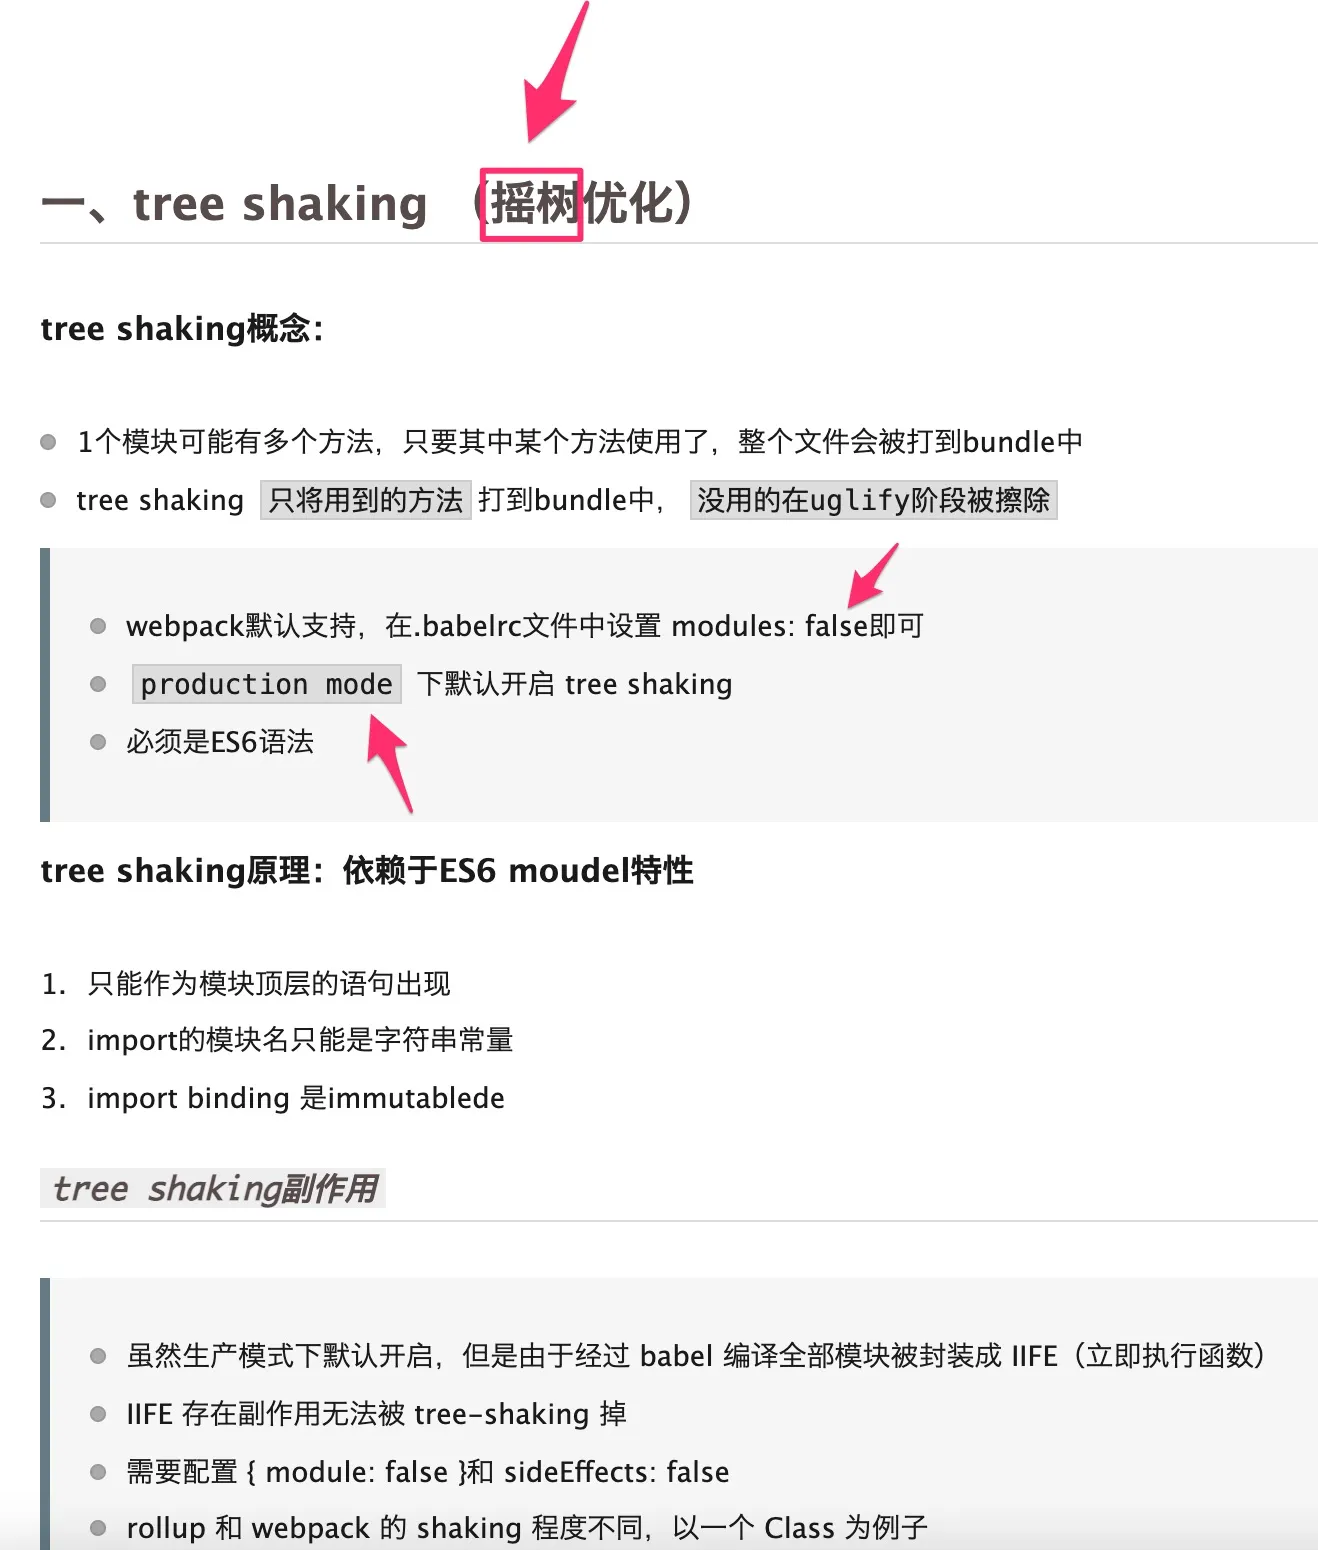 一、tree shaking （摇树优化）
tree shaking概念：
1个模块可能有多个方法，只要其中某个方法使用了，整个文件会被打到bundle中
tree shaking 只将用到的方法 打到bundle中， 没用的在uglify阶段被擦除
webpack默认支持，在.babelrc文件中设置 modules: false即可
production mode 下默认开启 tree shaking
必须是ES6语法
tree shaking原理：依赖于ES6 moudel特性
1. 只能作为模块顶层的语句出现
2. import的模块名只能是字符串常量
3. import binding 是immutablede
tree shaking副作用
虽然生产模式下默认开启，但是由于经过 babel 编译全部模块被封装成 IIFE（立即执行函数）
IIFE 存在副作用无法被 tree-shaking 掉
需要配置 { module: false }和 sideEffects: false
rollup 和 webpack 的 shaking 程度不同，以一个 Class 为例子